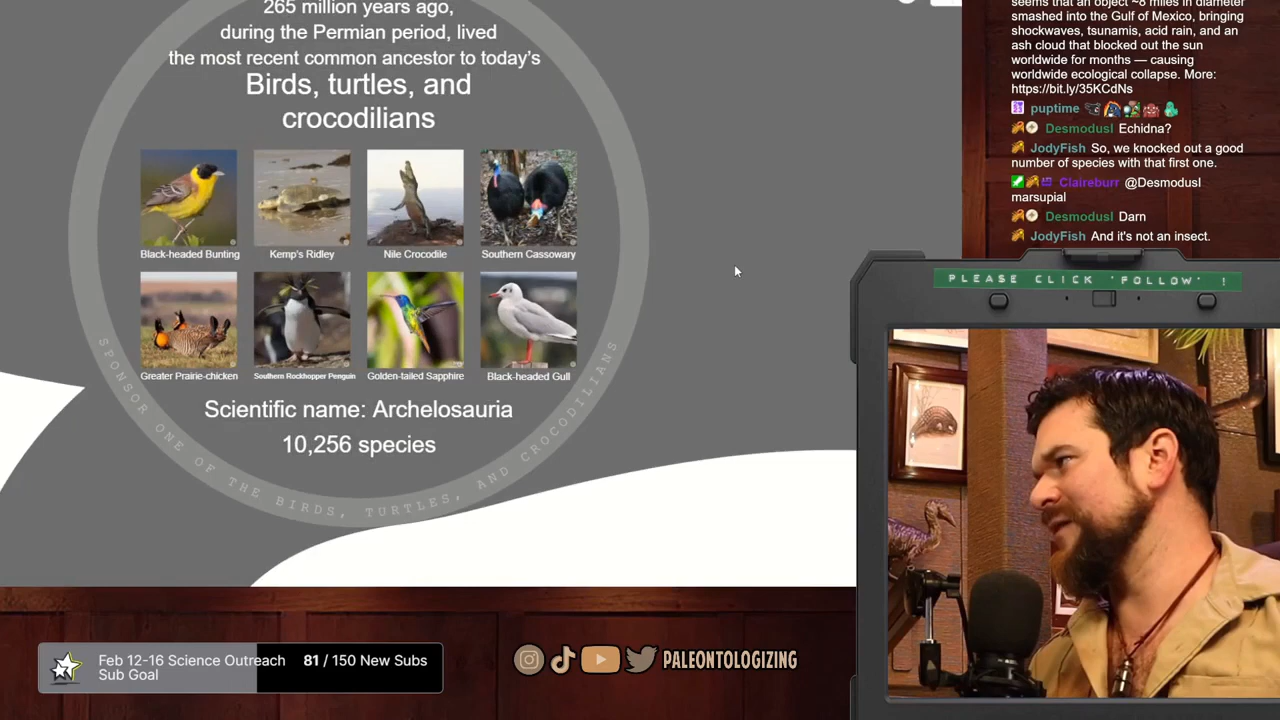 265 million years ago,
during the Permian period, lived
the most recent common ancestor to today's
Birds, turtles, and
crocodilians
Black-headed Bunting
Kemp's Ridley
Nile Crocodile
Southern Cassowary
Greater Prairie-chicken
Southern Rockhopper Penguin
Golden-tailed Sapphire
Black-headed Gull
Scientific name: Archelosauria
10,256 species
SPONSOR ONE OF THE BIRDS, TURTLES, AND CROCODILIANS
seems that an object ~8 miles in diameter
smashed into the Gulf of Mexico, bringing
shockwaves, tsunamis, acid rain, and an
ash cloud that blocked out the sun
worldwide for months — causing
worldwide ecological collapse. More:
https://bit.ly/35KCdNs
puptime
Desmodusl Echidna?
JodyFish So, we knocked out a good
number of species with that first one.
Claireburr @Desmodusl
marsupial
Desmodusl Darn
JodyFish And it's not an insect.
PLEASE CLICK 'FOLLOW' !
Feb 12-16 Science Outreach
Sub Goal
81 / 150 New Subs
PALEONTOLOGIZING